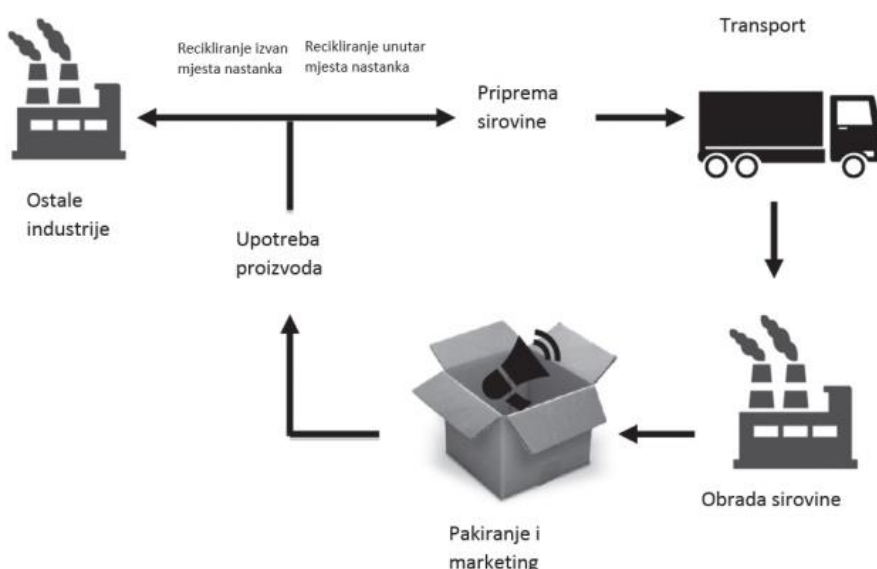 Transport
Recikliranje izvan
mjesta nastanka
Recikliranje unutar
mjesta nastanka
Priprema
sirovine
Ostale
industrije
Upotreba
proizvoda
Obrada sirovine
Pakiranje i
marketing